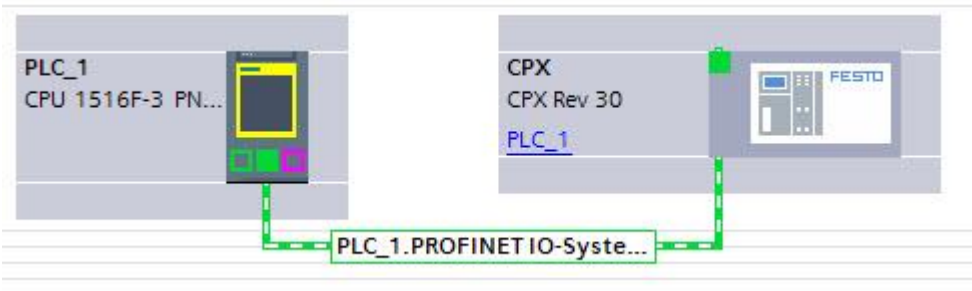 PLC_1
CPU 1516F-3 PN...
CPX
CPX Rev 30
PLC_1
FESTO
PLC_1.PROFINET IO-Syste...